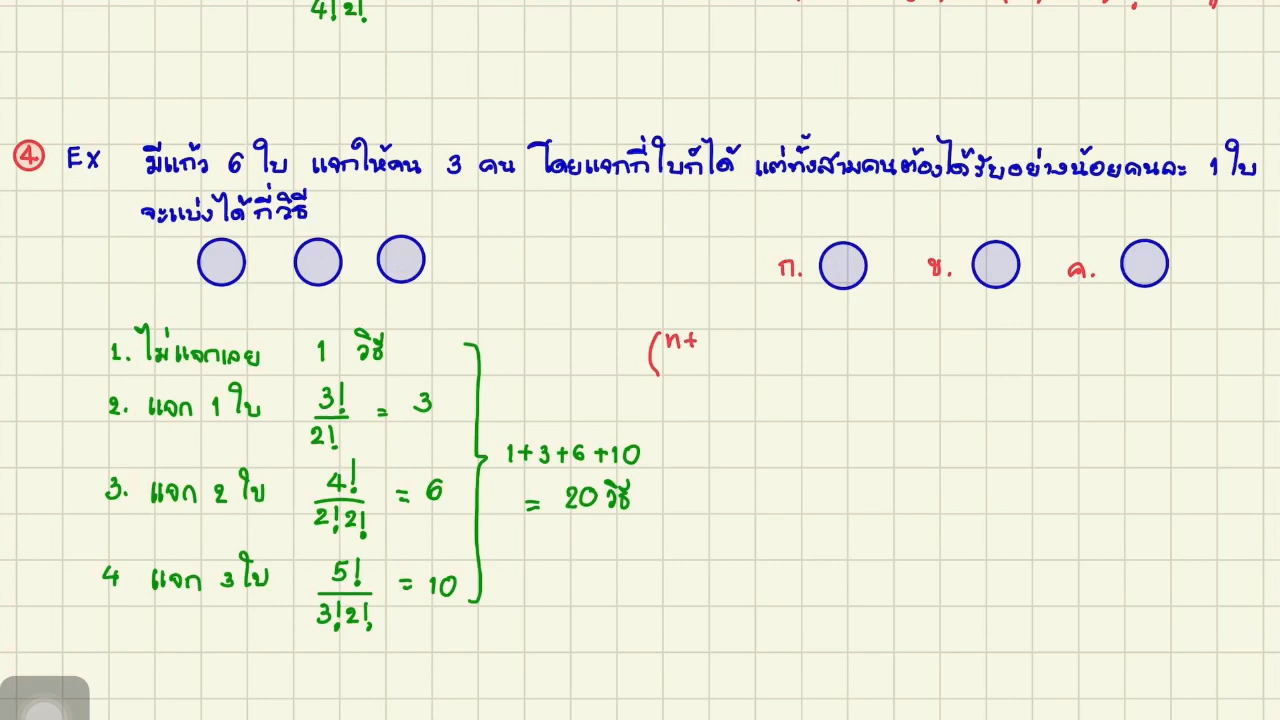 4!2!
④ Ex มีแก้ว 6 ใบ แจกให้คน 3 คน โดยแจกกี่ใบก็ได้ แต่ทั้งสามคนต้องได้รับอย่างน้อยคนละ 1 ใบ
จะแบ่งได้กี่วิธี
ก. ข. ค.
1. ไม่แจกเลย 1 วิธี
(n+
2. แจก 1 ใบ 3!/2! = 3
3. แจก 2 ใบ 4!/2!2! = 6
4 แจก 3 ใบ 5!/3!2! = 10
1+3+6+10
= 20 วิธี